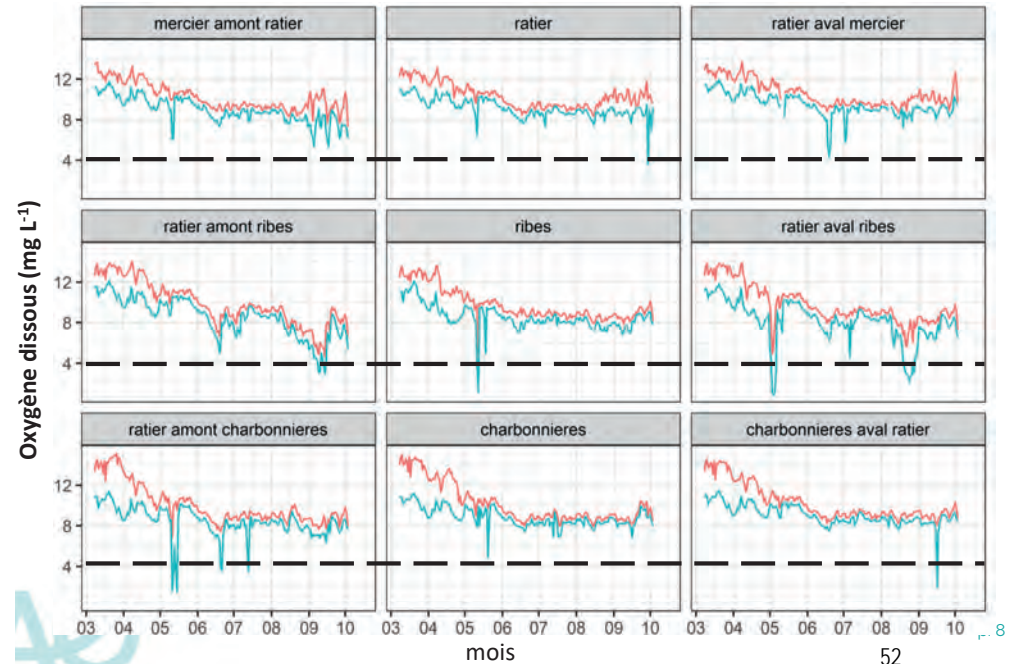 mercier amont ratier
ratier
ratier aval mercier
12
8
4
ratier amont ribes
ribes
ratier aval ribes
12
8
4
Oxygène dissous (mg L-1)
ratier amont charbonnieres
charbonnieres
charbonnieres aval ratier
12
8
4
03 04 05 06 07 08 09 10
03 04 05 06 07 08 09 10
03 04 05 06 07 08 09 10
mois
8
52